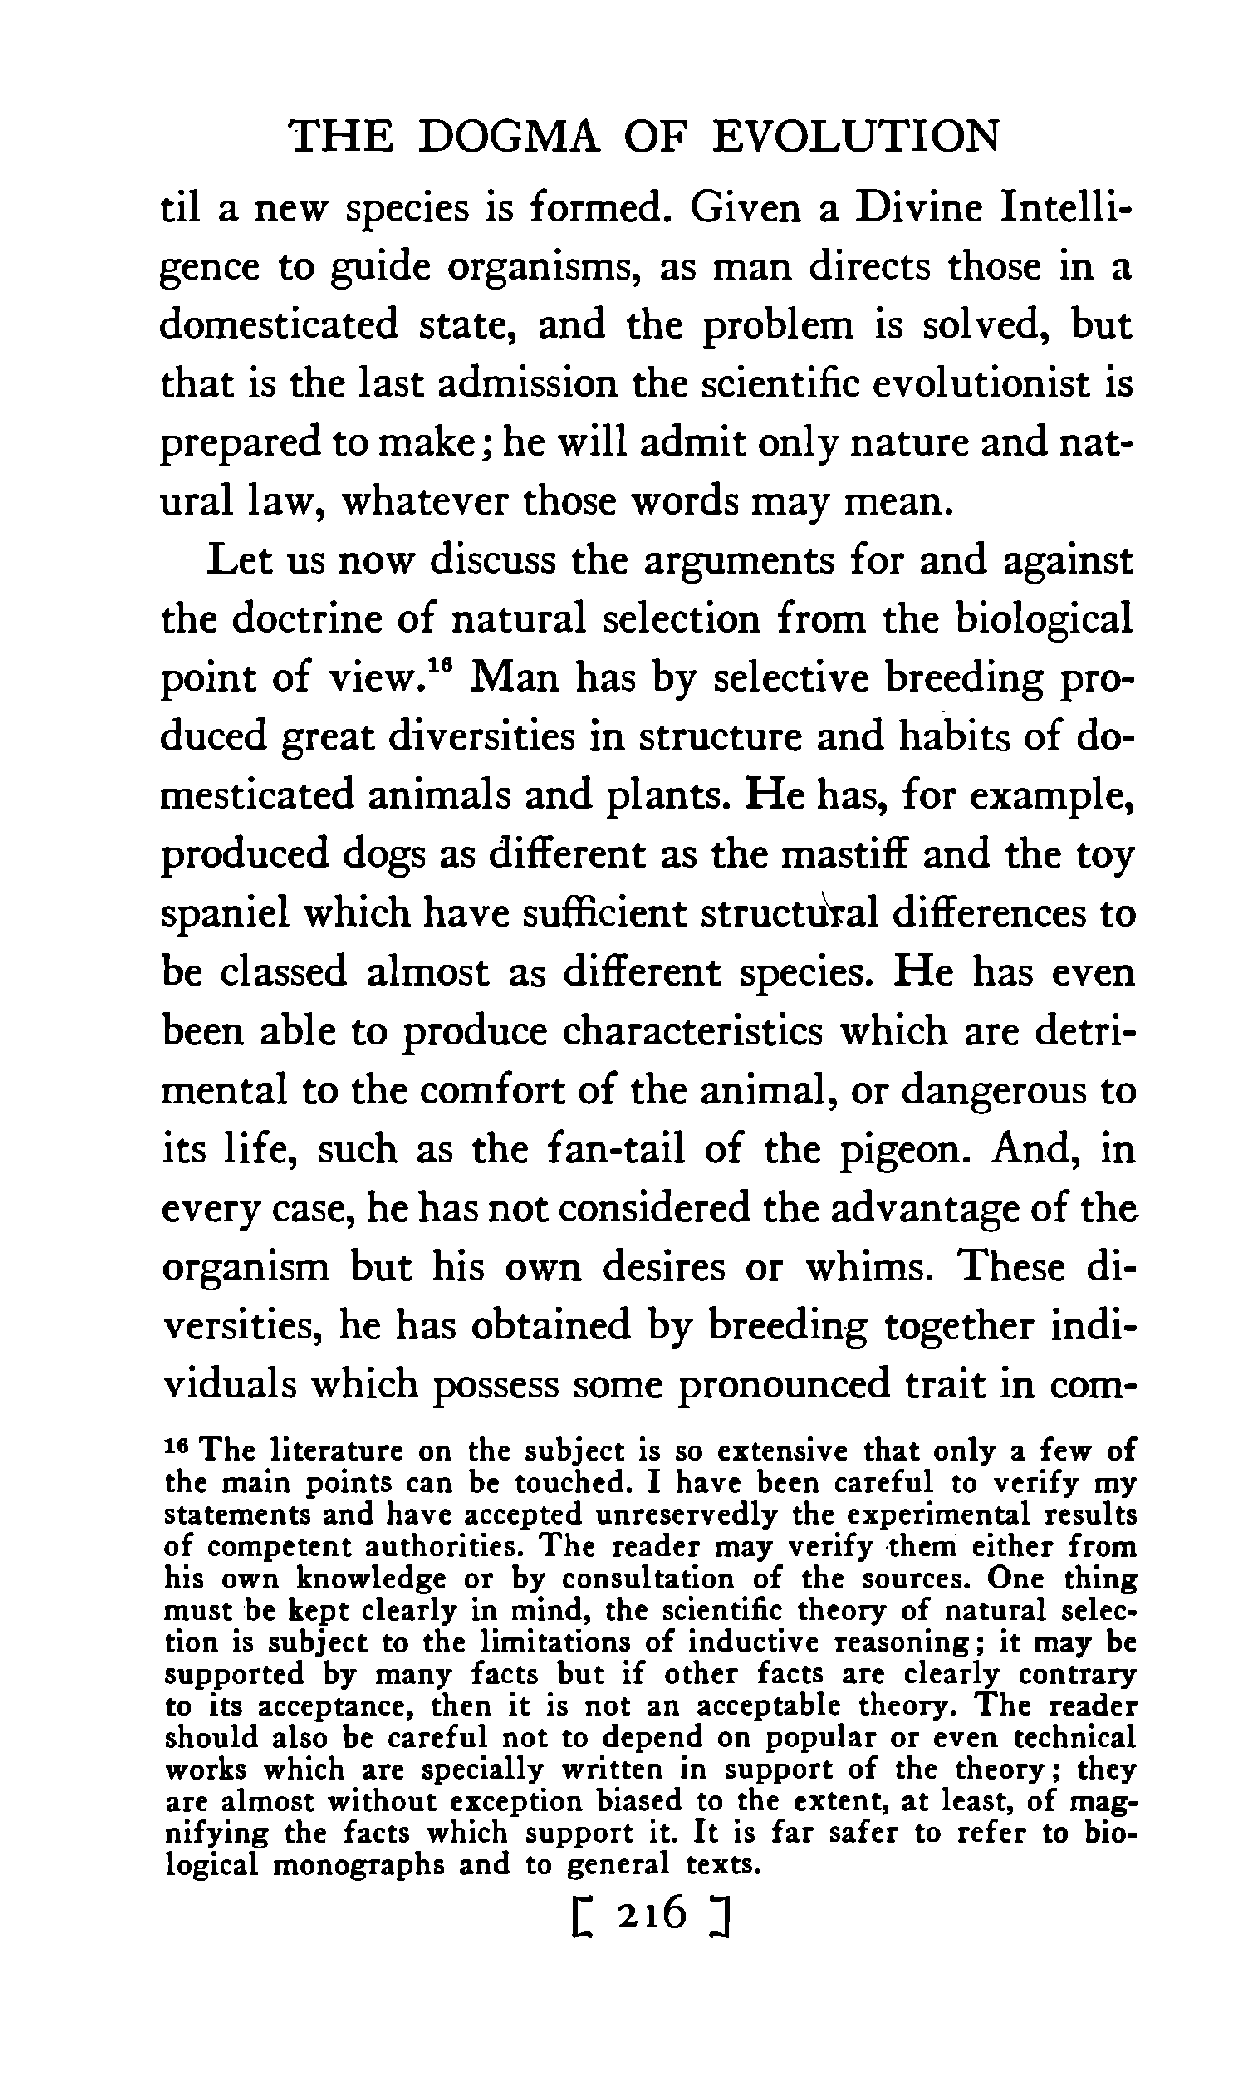 THE DOGMA OF EVOLUTION
til a new species is formed. Given a Divine Intelli-
gence to guide organisms, as man directs those in a
domesticated state, and the problem is solved, but
that is the last admission the scientific evolutionist is
prepared to make; he will admit only nature and nat-
ural law, whatever those words may mean.
Let us now discuss the arguments for and against
the doctrine of natural selection from the biological
point of view.¹⁶ Man has by selective breeding pro-
duced great diversities in structure and habits of do-
mesticated animals and plants. He has, for example,
produced dogs as different as the mastiff and the toy
spaniel which have sufficient structural differences to
be classed almost as different species. He has even
been able to produce characteristics which are detri-
mental to the comfort of the animal, or dangerous to
its life, such as the fan-tail of the pigeon. And, in
every case, he has not considered the advantage of the
organism but his own desires or whims. These di-
versities, he has obtained by breeding together indi-
viduals which possess some pronounced trait in com-
¹⁶ The literature on the subject is so extensive that only a few of
the main points can be touched. I have been careful to verify my
statements and have accepted unreservedly the experimental results
of competent authorities. The reader may verify them either from
his own knowledge or by consultation of the sources. One thing
must be kept clearly in mind, the scientific theory of natural selec-
tion is subject to the limitations of inductive reasoning; it may be
supported by many facts but if other facts are clearly contrary
to its acceptance, then it is not an acceptable theory. The reader
should also be careful not to depend on popular or even technical
works which are specially written in support of the theory; they
are almost without exception biased to the extent, at least, of mag-
nifying the facts which support it. It is far safer to refer to bio-
logical monographs and to general texts.
[ 216 ]